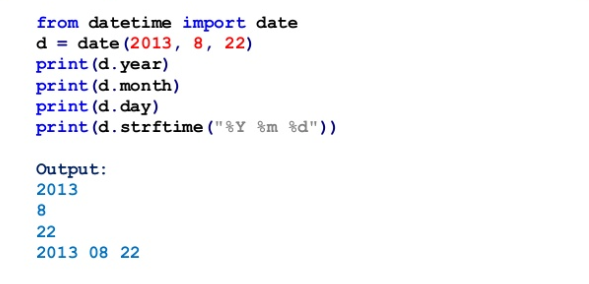 from datetime import date
d = date(2013, 8, 22)
print(d.year)
print(d.month)
print(d.day)
print(d.strftime("%Y %m %d"))
Output:
2013
8
22
2013 08 22